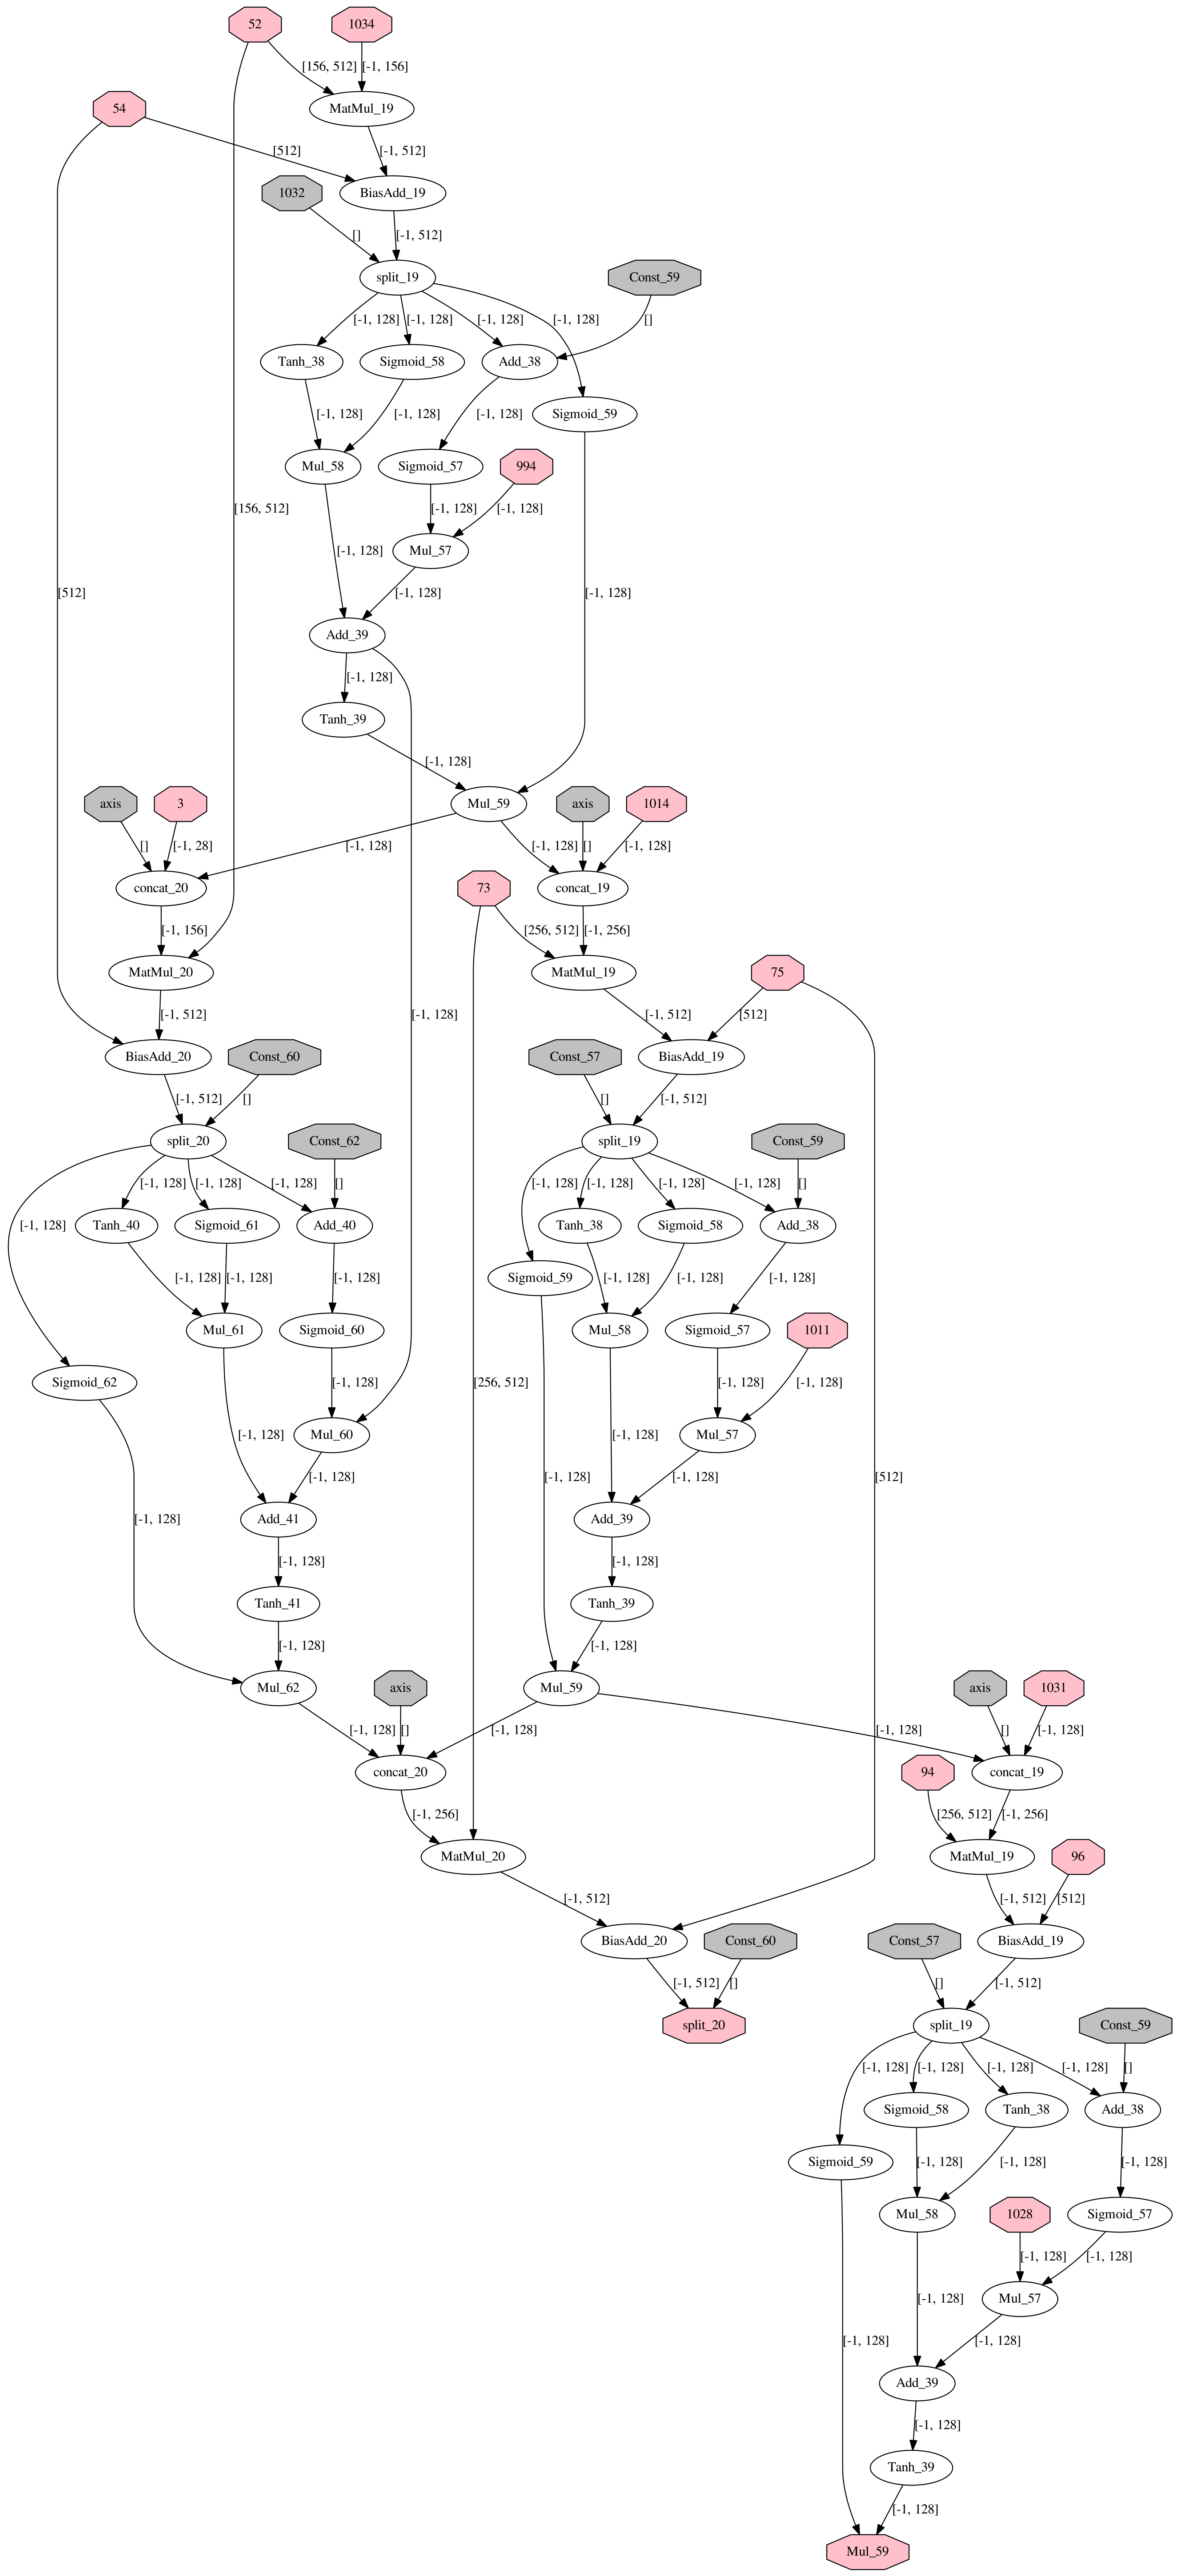 52 1034
[156, 512] [-1, 156]
54 MatMul_19
[512] [-1, 512]
1032 BiasAdd_19
[] [-1, 512]
split_19 Const_59
[-1, 128] [-1, 128] [-1, 128] [-1, 128] []
Tanh_38 Sigmoid_58 Add_38
[-1, 128] [-1, 128] [-1, 128] Sigmoid_59
Mul_58 Sigmoid_57 994
[156, 512] [-1, 128] [-1, 128]
[-1, 128] Mul_57
[512] [-1, 128] [-1, 128]
Add_39
[-1, 128]
Tanh_39
[-1, 128]
axis 3 Mul_59 axis 1014
[] [-1, 28] [-1, 128] [-1, 128] [] [-1, 128]
concat_20 73 concat_19
[-1, 156] [256, 512] [-1, 256]
MatMul_20 MatMul_19 75
[-1, 512] [-1, 128] [-1, 512] [512]
BiasAdd_20 Const_60 Const_57 BiasAdd_19
[-1, 512] [] [] [-1, 512]
split_20 Const_62 split_19 Const_59
[-1, 128] [-1, 128] [-1, 128] [] [-1, 128] [-1, 128] [-1, 128] [-1, 128] []
[-1, 128] Tanh_40 Sigmoid_61 Add_40 Tanh_38 Sigmoid_58 Add_38
[-1, 128] [-1, 128] [-1, 128] Sigmoid_59 [-1, 128] [-1, 128] [-1, 128]
Mul_61 Sigmoid_60 Mul_58 Sigmoid_57 1011
Sigmoid_62 [-1, 128] [256, 512] [-1, 128] [-1, 128]
[-1, 128] Mul_60 [-1, 128] Mul_57
[-1, 128] [-1, 128] [-1, 128] [512]
[-1, 128] Add_41 Add_39
[-1, 128] [-1, 128]
Tanh_41 Tanh_39
[-1, 128] [-1, 128]
Mul_62 axis Mul_59 axis 1031
[-1, 128] [] [-1, 128] [-1, 128] [] [-1, 128]
concat_20 94 concat_19
[-1, 256] [256, 512] [-1, 256]
MatMul_20 MatMul_19 96
[-1, 512] [-1, 512] [512]
BiasAdd_20 Const_60 Const_57 BiasAdd_19
[-1, 512] [] [] [-1, 512]
split_20 split_19 Const_59
[-1, 128] [-1, 128] [-1, 128] [-1, 128] []
Sigmoid_58 Tanh_38 Add_38
Sigmoid_59 [-1, 128] [-1, 128] [-1, 128]
Mul_58 1028 Sigmoid_57
[-1, 128] [-1, 128]
[-1, 128] Mul_57
[-1, 128] [-1, 128]
Add_39
[-1, 128]
Tanh_39
[-1, 128]
Mul_59